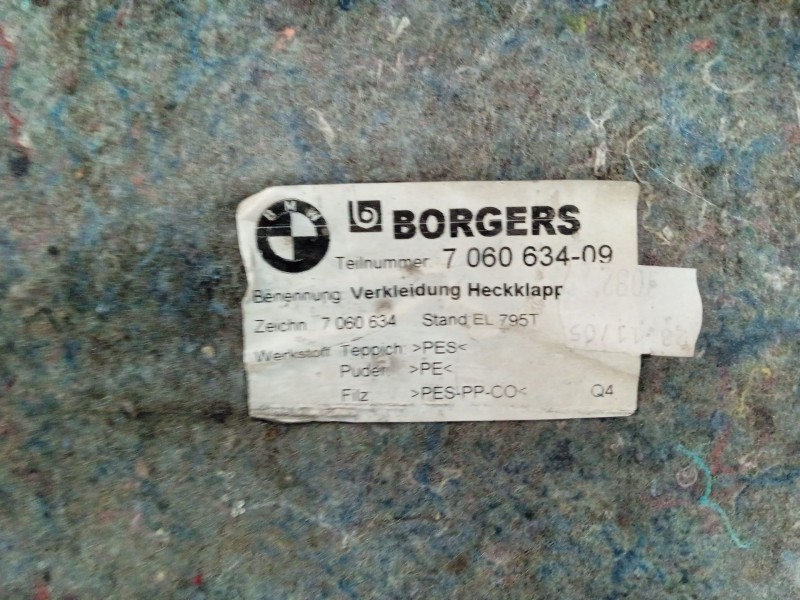 BMW
BORGERS
Teilnummer 7 060 634-09
Benennung: Verkleidung Heckklapp
Zeichn. 7 060 634 Stand EL 795T
Werkstoff Teppich >PES<
Puder >PE<
Filz >PES-PP-CO< Q4